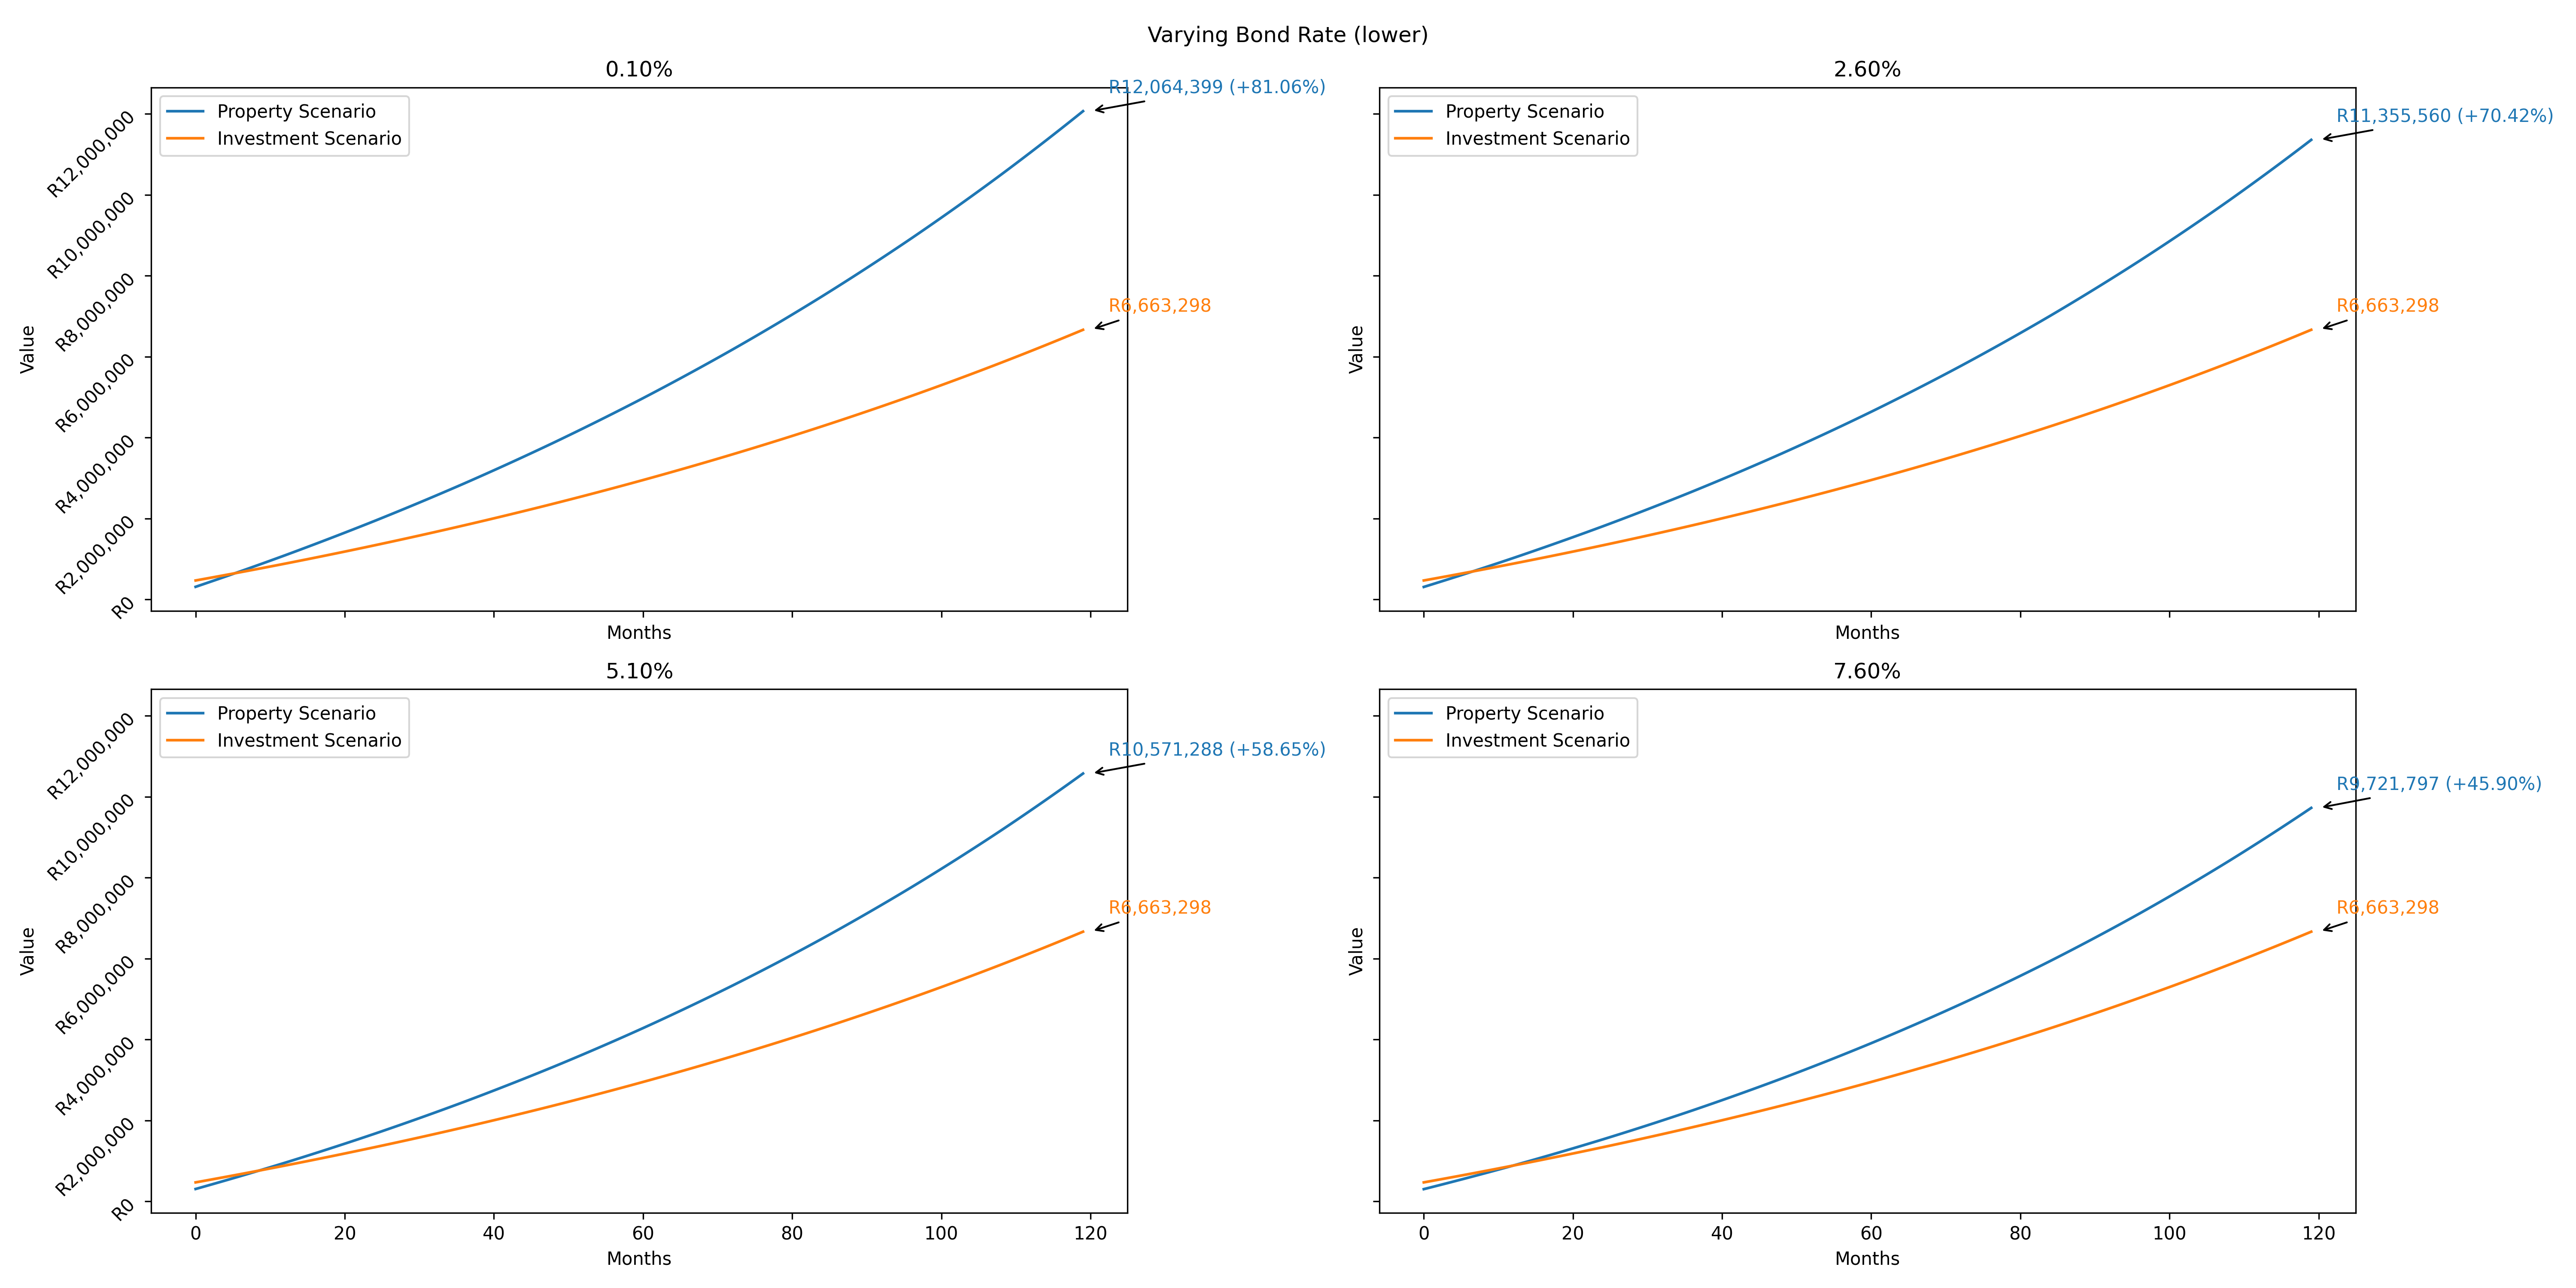 Varying Bond Rate (lower)
0.10%
R12,064,399 (+81.06%)
Property Scenario
Investment Scenario
R12,000,000
R10,000,000
R8,000,000
R6,663,298
Value
R6,000,000
R4,000,000
R2,000,000
R0
Months
2.60%
R11,355,560 (+70.42%)
Property Scenario
Investment Scenario
R6,663,298
Value
Months
5.10%
Property Scenario
Investment Scenario
R12,000,000
R10,571,288 (+58.65%)
R10,000,000
R8,000,000
R6,663,298
Value
R6,000,000
R4,000,000
R2,000,000
R0
0 20 40 60 80 100 120
Months
7.60%
Property Scenario
Investment Scenario
R9,721,797 (+45.90%)
R6,663,298
Value
0 20 40 60 80 100 120
Months